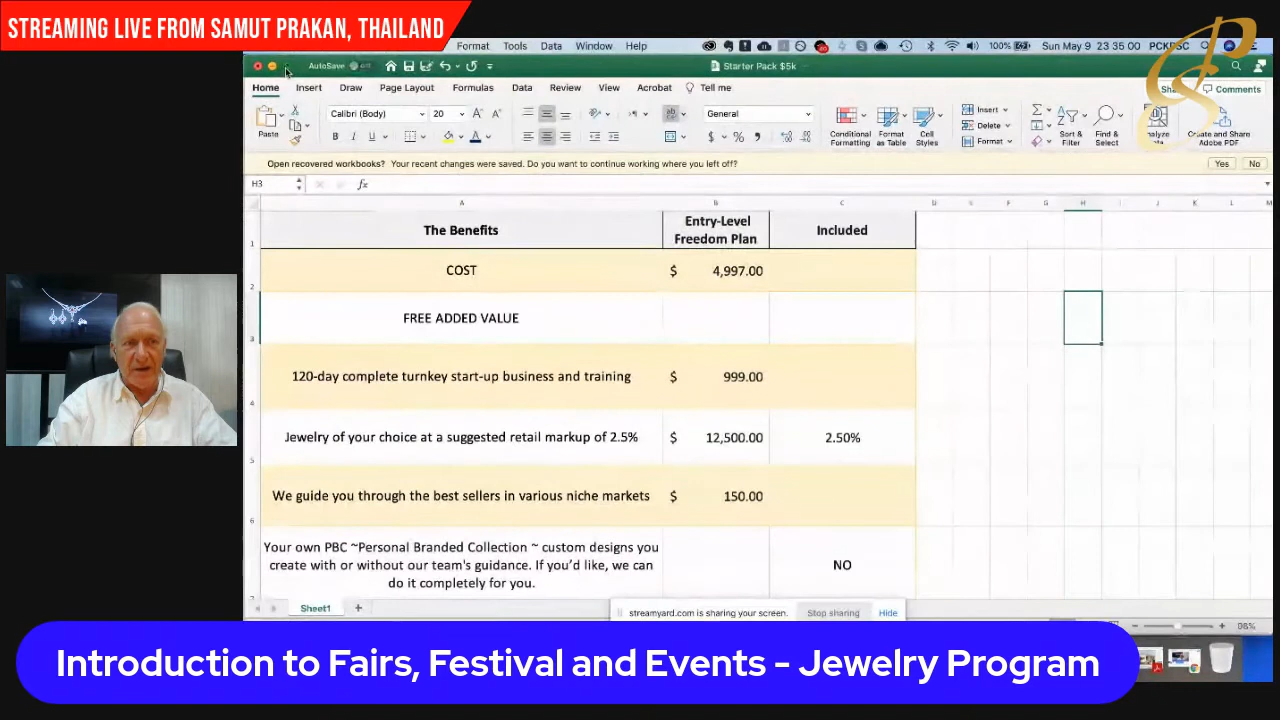 STREAMING LIVE FROM SAMUT PRAKAN, THAILAND
Format Tools Data Window Help
100% Sun May 9 23 35 00 PCKPSC
AutoSave
Starter Pack $5k
Home Insert Draw Page Layout Formulas Data Review View Acrobat Tell me
Comments
Paste
Calibri (Body) 20
General
Conditional Formatting
Format as Table
Cell Styles
Insert
Delete
Format
Sort & Filter
Find & Select
Create and Share Adobe PDF
Open recovered workbooks? Your recent changes were saved. Do you want to continue working where you left off?
Yes No
H3 fx
A B C D F G H I J K L M
1 The Benefits Entry-Level Freedom Plan Included
2 COST $ 4,997.00
3 FREE ADDED VALUE
4 120-day complete turnkey start-up business and training $ 999.00
5 Jewelry of your choice at a suggested retail markup of 2.5% $ 12,500.00 2.50%
6 We guide you through the best sellers in various niche markets $ 150.00
Your own PBC ~Personal Branded Collection ~ custom designs you
create with or without our team's guidance. If you'd like, we can NO
do it completely for you.
Sheet1 +
streamyard.com is sharing your screen. Stop sharing Hide
98%
Introduction to Fairs, Festival and Events - Jewelry Program